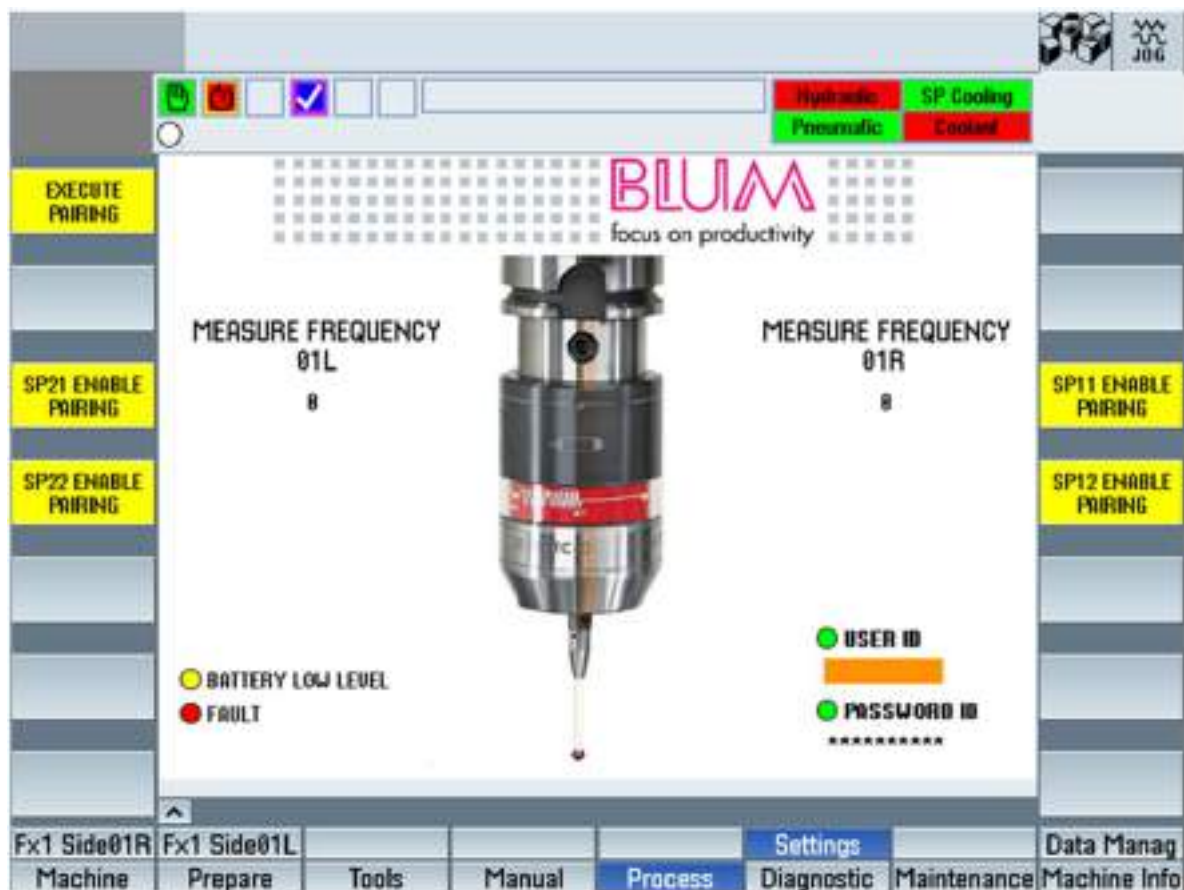 JOG
Hydraulic SP Cooling
Pneumatic Coolant
EXECUTE
PAIRING
BLUM
focus on productivity
MEASURE FREQUENCY
01L
0
MEASURE FREQUENCY
01R
0
SP21 ENABLE
PAIRING
SP11 ENABLE
PAIRING
SP22 ENABLE
PAIRING
SP12 ENABLE
PAIRING
TC
USER ID
BATTERY LOW LEVEL
FAULT
PASSWORD ID
**********
Fx1 Side01R Fx1 Side01L Settings Data Manag
Machine Prepare Tools Manual Process Diagnostic Maintenance Machine Info